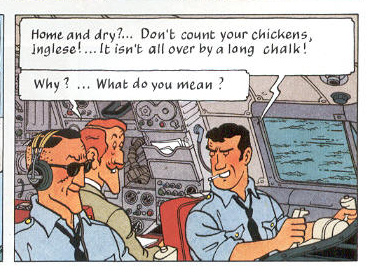 Home and dry?... Don't count your chickens,
Inglese!... It isn't all over by a long chalk!
Why? ... What do you mean?